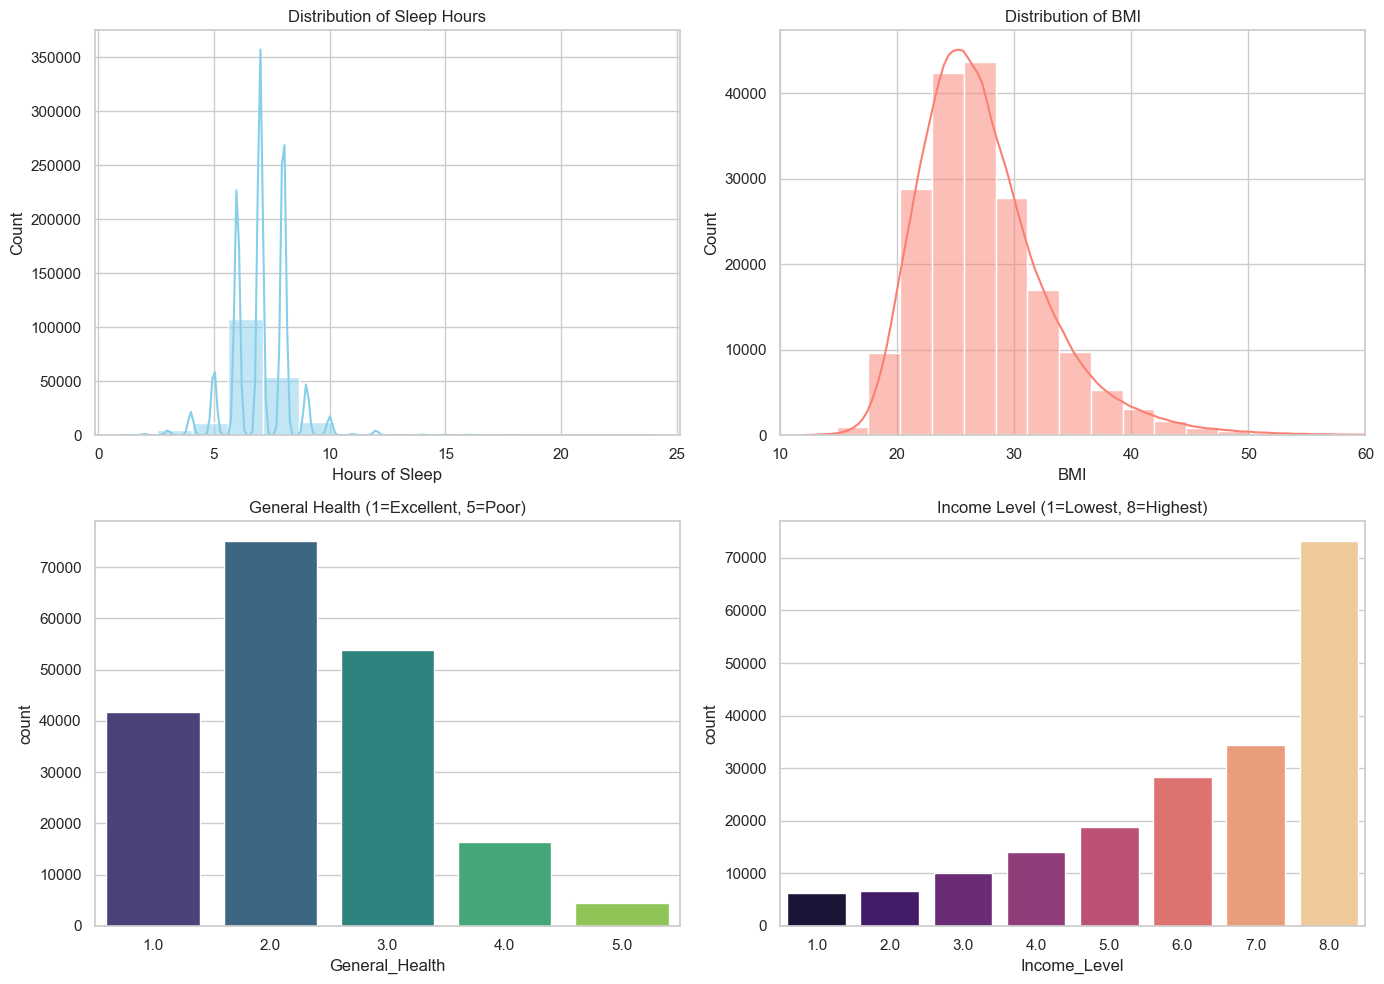 Distribution of Sleep Hours
350000
300000
250000
200000
150000
100000
50000
0
Count
0 5 10 15 20 25
Hours of Sleep
Distribution of BMI
40000
30000
20000
10000
0
Count
10 20 30 40 50 60
BMI
General Health (1=Excellent, 5=Poor)
70000
60000
50000
40000
30000
20000
10000
0
count
1.0 2.0 3.0 4.0 5.0
General_Health
Income Level (1=Lowest, 8=Highest)
70000
60000
50000
40000
30000
20000
10000
0
count
1.0 2.0 3.0 4.0 5.0 6.0 7.0 8.0
Income_Level